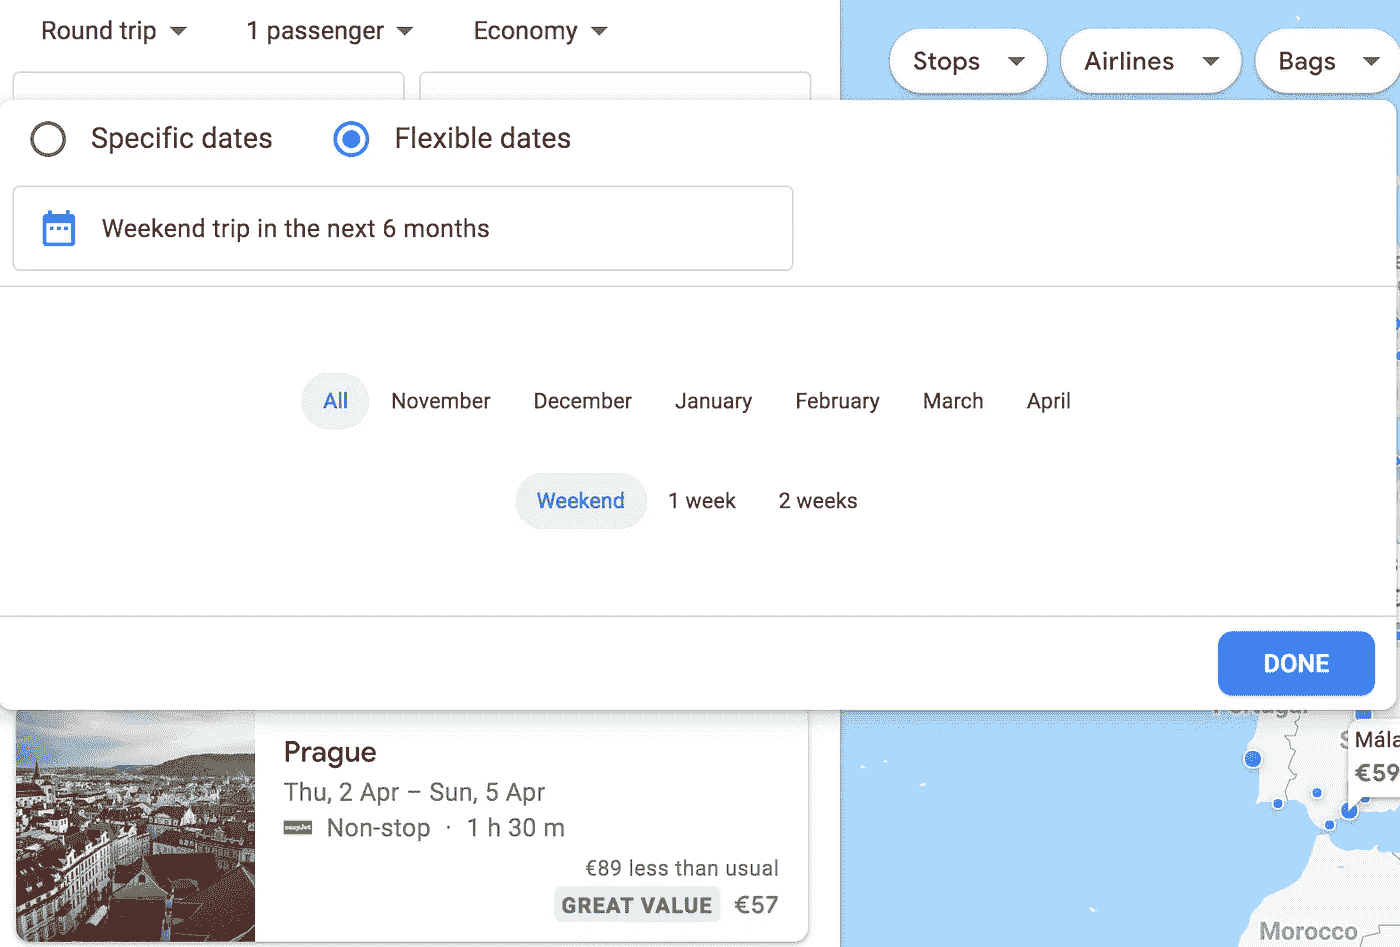 Round trip 1 passenger Economy
Stops Airlines Bags
Specific dates Flexible dates
Weekend trip in the next 6 months
All November December January February March April
Weekend 1 week 2 weeks
DONE
Portugal
Prague
Thu, 2 Apr – Sun, 5 Apr
easyJet Non-stop · 1 h 30 m
€89 less than usual
GREAT VALUE €57
S
Mála
€59
Morocco